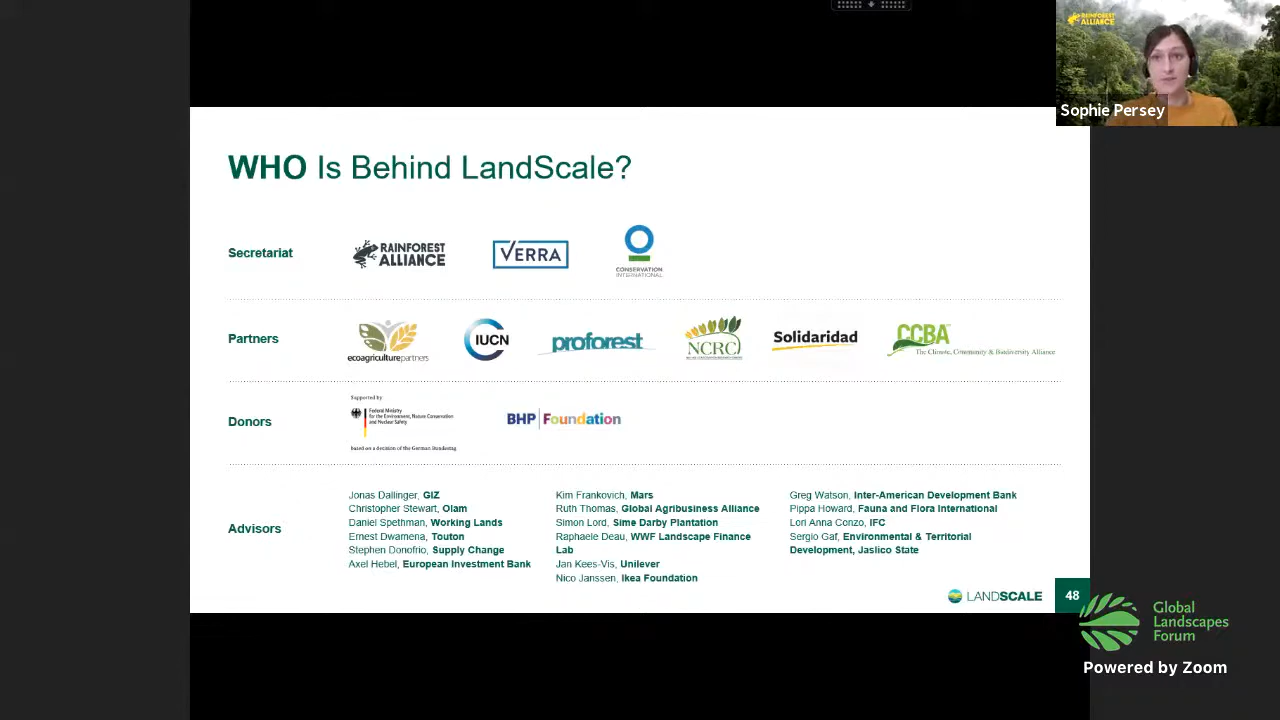 RAINFOREST
ALLIANCE
Sophie Persey
WHO Is Behind LandScale?
Secretariat
RAINFOREST
ALLIANCE
VERRA
CONSERVATION
INTERNATIONAL
Partners
ecoagriculturepartners
IUCN
proforest
NCRC
Solidaridad
CCBA
The Climate, Community & Biodiversity Alliance
Donors
Supported by
Federal Ministry
for the Environment, Nature Conservation
and Nuclear Safety
based on a decision of the German Bundestag
BHP Foundation
Advisors
Jonas Dallinger, GIZ
Christopher Stewart, Olam
Daniel Spethman, Working Lands
Ernest Dwamena, Touton
Stephen Donofrio, Supply Change
Axel Hebel, European Investment Bank
Kim Frankovich, Mars
Ruth Thomas, Global Agribusiness Alliance
Simon Lord, Sime Darby Plantation
Raphaele Deau, WWF Landscape Finance
Lab
Jan Kees-Vis, Unilever
Nico Janssen, Ikea Foundation
Greg Watson, Inter-American Development Bank
Pippa Howard, Fauna and Flora International
Lori Anna Conzo, IFC
Sergio Gaf, Environmental & Territorial
Development, Jaslico State
LANDSCALE
48
Global
Landscapes
Forum
Powered by Zoom